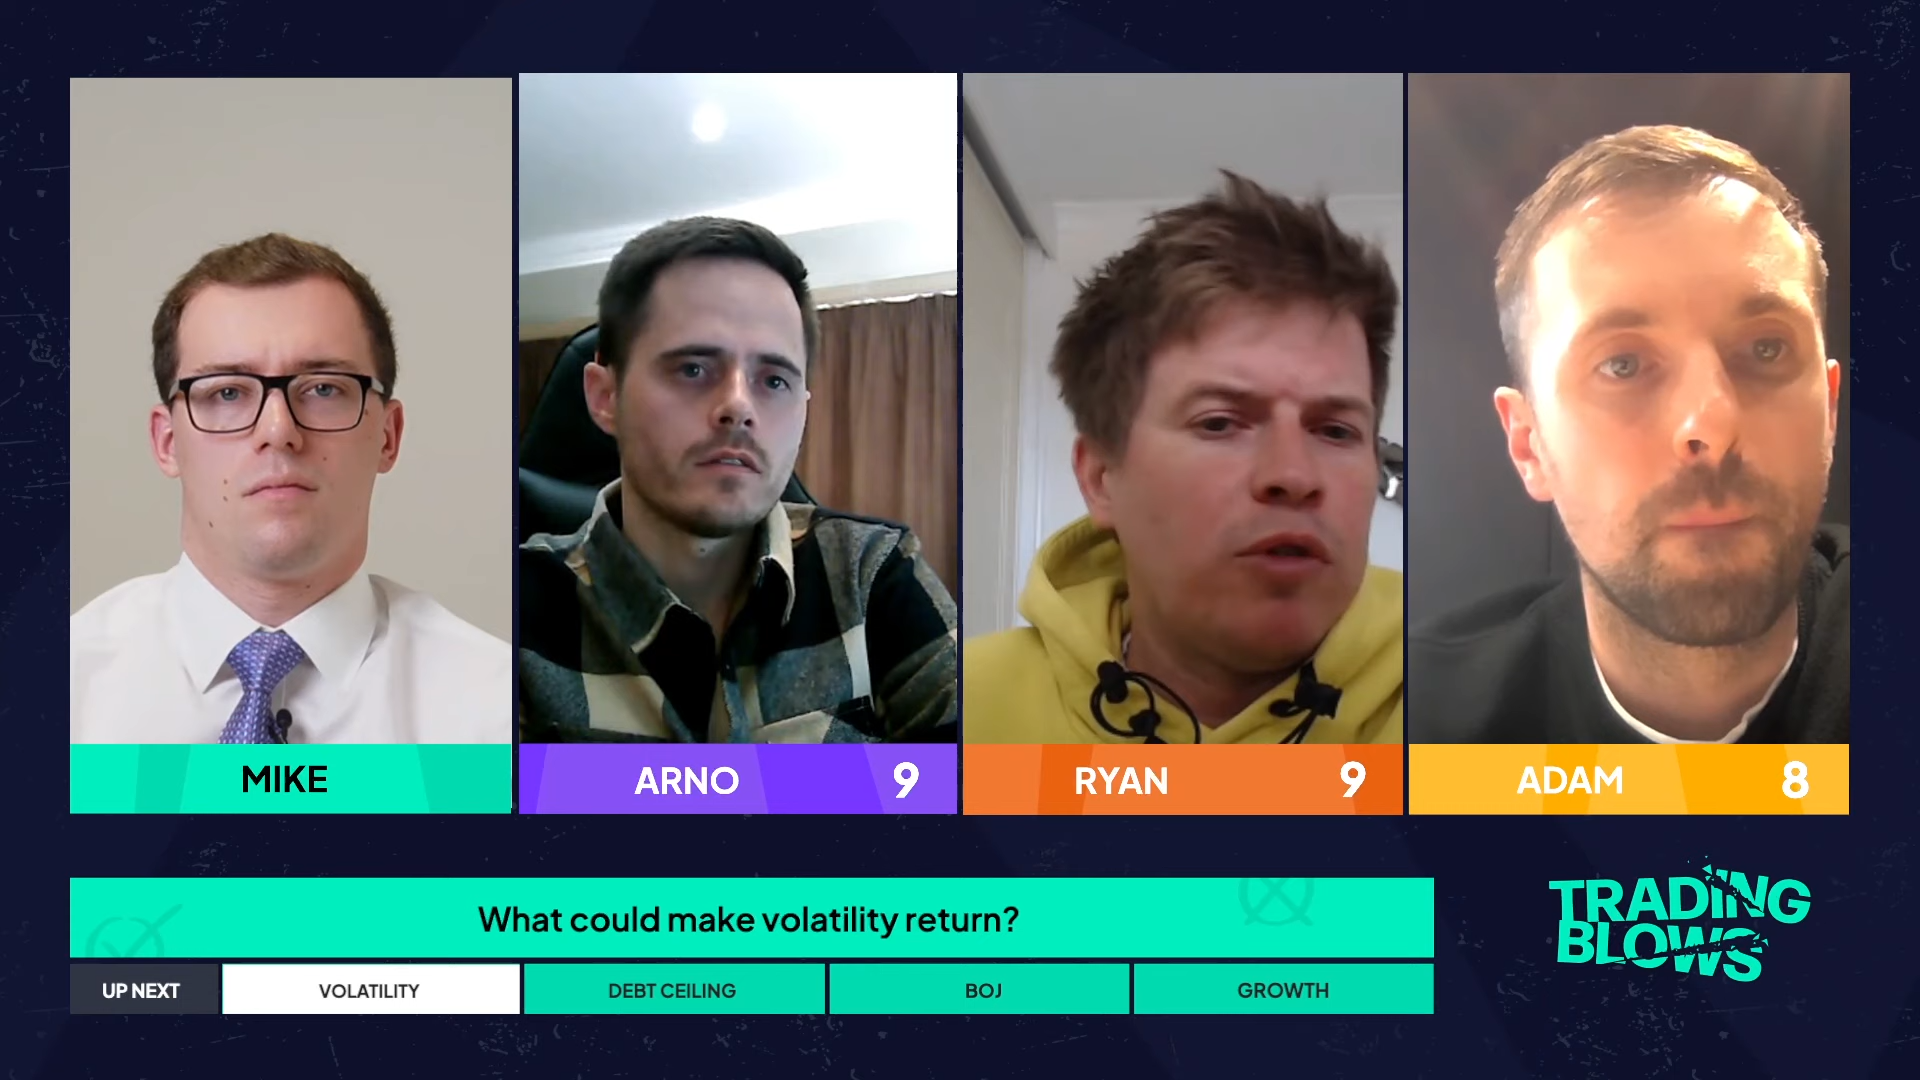 MIKE
ARNO 9
RYAN 9
ADAM 8
What could make volatility return?
UP NEXT
VOLATILITY
DEBT CEILING
BOJ
GROWTH
TRADING
BLOWS